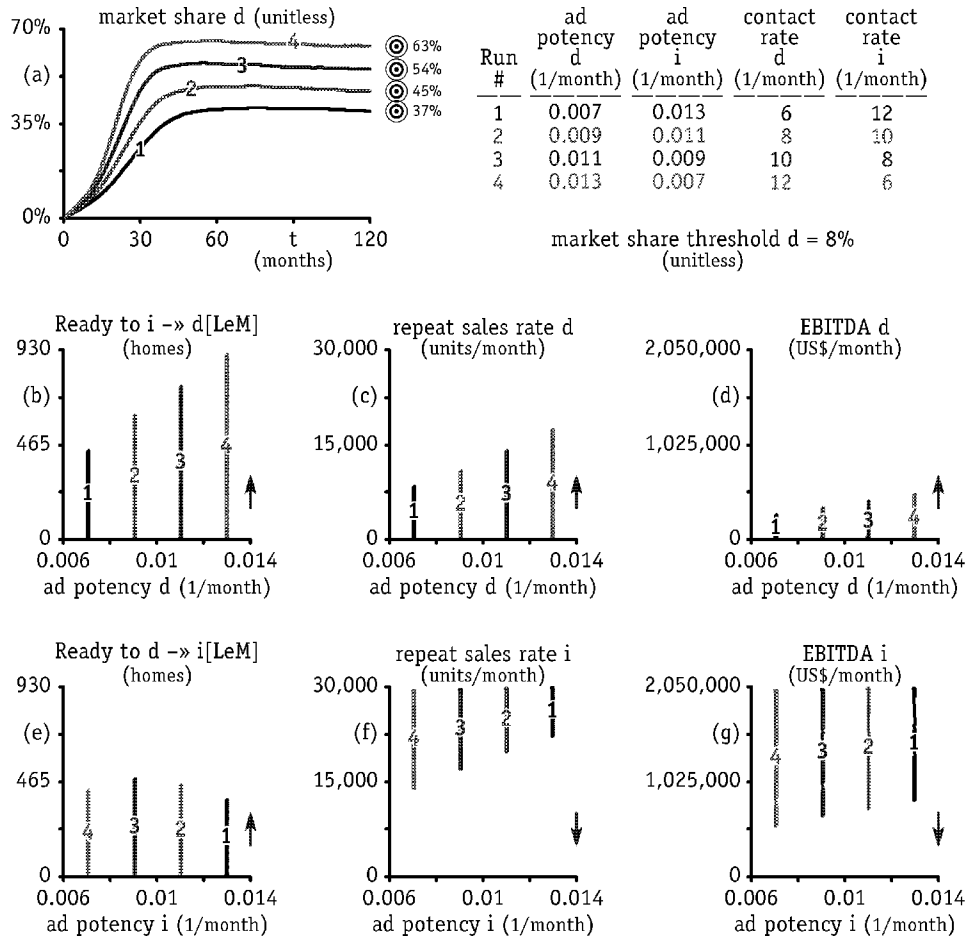 market share d (unitless)
70%
(a)
35%
0%
0 30 60 t 120
(months)
1
2
3
4
63%
54%
45%
37%
Run
#
ad
potency
d
(1/month)
ad
potency
i
(1/month)
contact
rate
d
(1/month)
contact
rate
i
(1/month)
1 0.007 0.013 6 12
2 0.009 0.011 8 10
3 0.011 0.009 10 8
4 0.013 0.007 12 6
market share threshold d = 8%
(unitless)
Ready to i –» d[LeM]
(homes)
930
(b)
465
0
1 2 3 4
0.006 0.01 0.014
ad potency d (1/month)
repeat sales rate d
(units/month)
30,000
(c)
15,000
0
1 2 3 4
0.006 0.01 0.014
ad potency d (1/month)
EBITDA d
(US$/month)
2,050,000
(d)
1,025,000
0
1 2 3 4
0.006 0.01 0.014
ad potency d (1/month)
Ready to d –» i[LeM]
(homes)
930
(e)
465
0
4 3 2 1
0.006 0.01 0.014
ad potency i (1/month)
repeat sales rate i
(units/month)
30,000
(f)
15,000
0
4 3 2 1
0.006 0.01 0.014
ad potency i (1/month)
EBITDA i
(US$/month)
2,050,000
(g)
1,025,000
0
4 3 2 1
0.006 0.01 0.014
ad potency i (1/month)